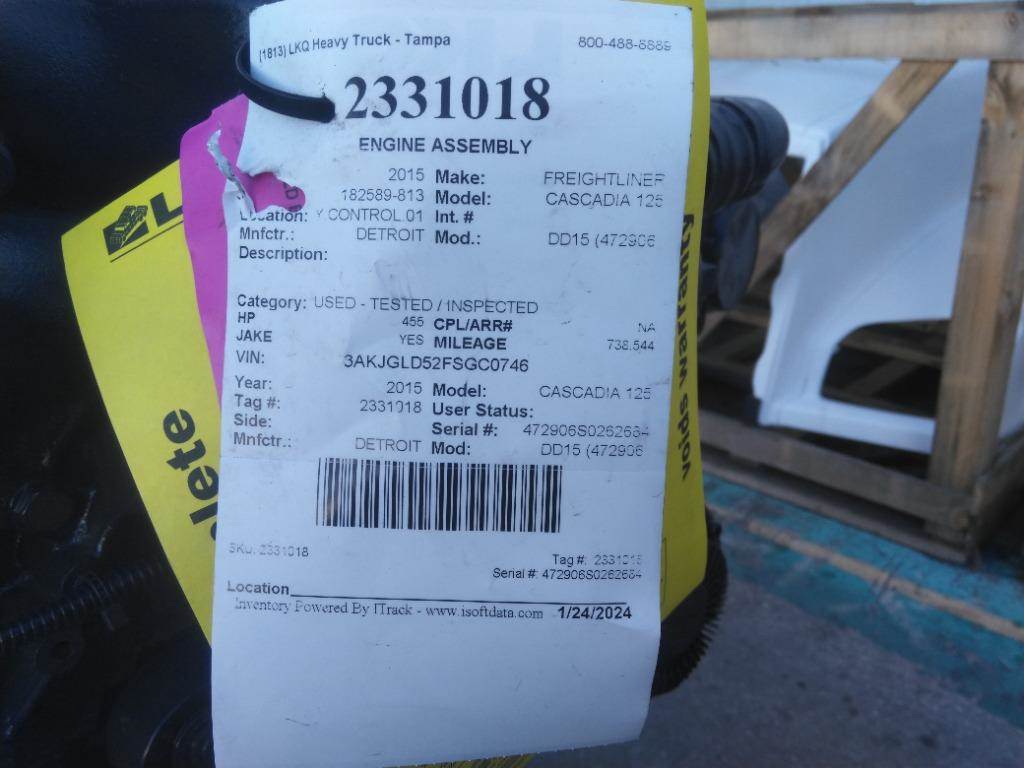 (1813) LKQ Heavy Truck - Tampa 800-488-8889
2331018
ENGINE ASSEMBLY
2015 Make: FREIGHTLINER
182589-813 Model: CASCADIA 125
Location: Y CONTROL.01 Int. #
Mnfctr.: DETROIT Mod.: DD15 (472906
Description:
Category: USED - TESTED / INSPECTED
HP 455 CPL/ARR# NA
JAKE YES MILEAGE 738,544
VIN: 3AKJGLD52FSGC0746
Year: 2015 Model: CASCADIA 125
Tag #: 2331018 User Status:
Side: Serial #: 472906S0262684
Mnfctr.: DETROIT Mod: DD15 (472906
SKU: 2331018
Tag #: 2331018
Serial #: 472906S0262684
Location
Inventory Powered By ITrack - www.isoftdata.com 1/24/2024
L
lete
voids warranty